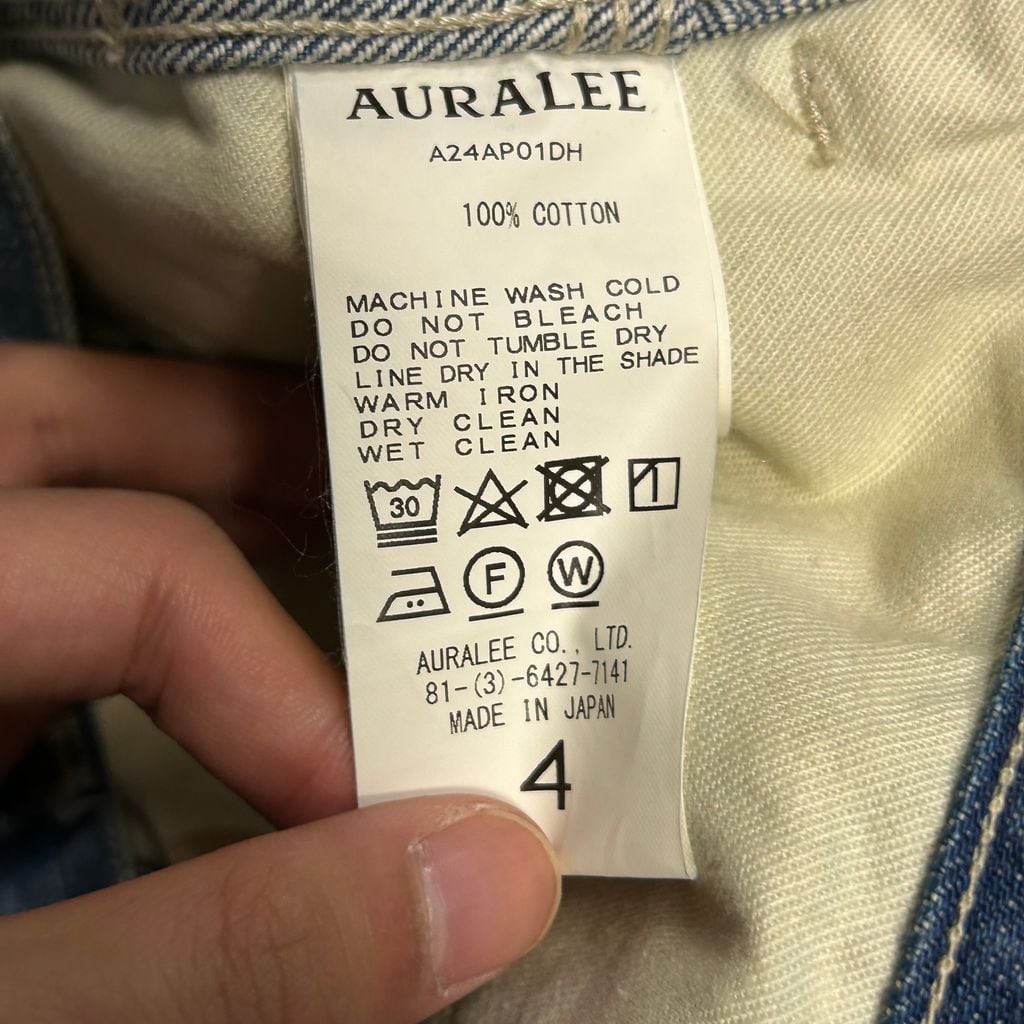 AURALEE
A24AP01DH
100% COTTON
MACHINE WASH COLD
DO NOT BLEACH
DO NOT TUMBLE DRY
LINE DRY IN THE SHADE
WARM IRON
DRY CLEAN
WET CLEAN
30
F W
AURALEE CO., LTD.
81-(3)-6427-7141
MADE IN JAPAN
4